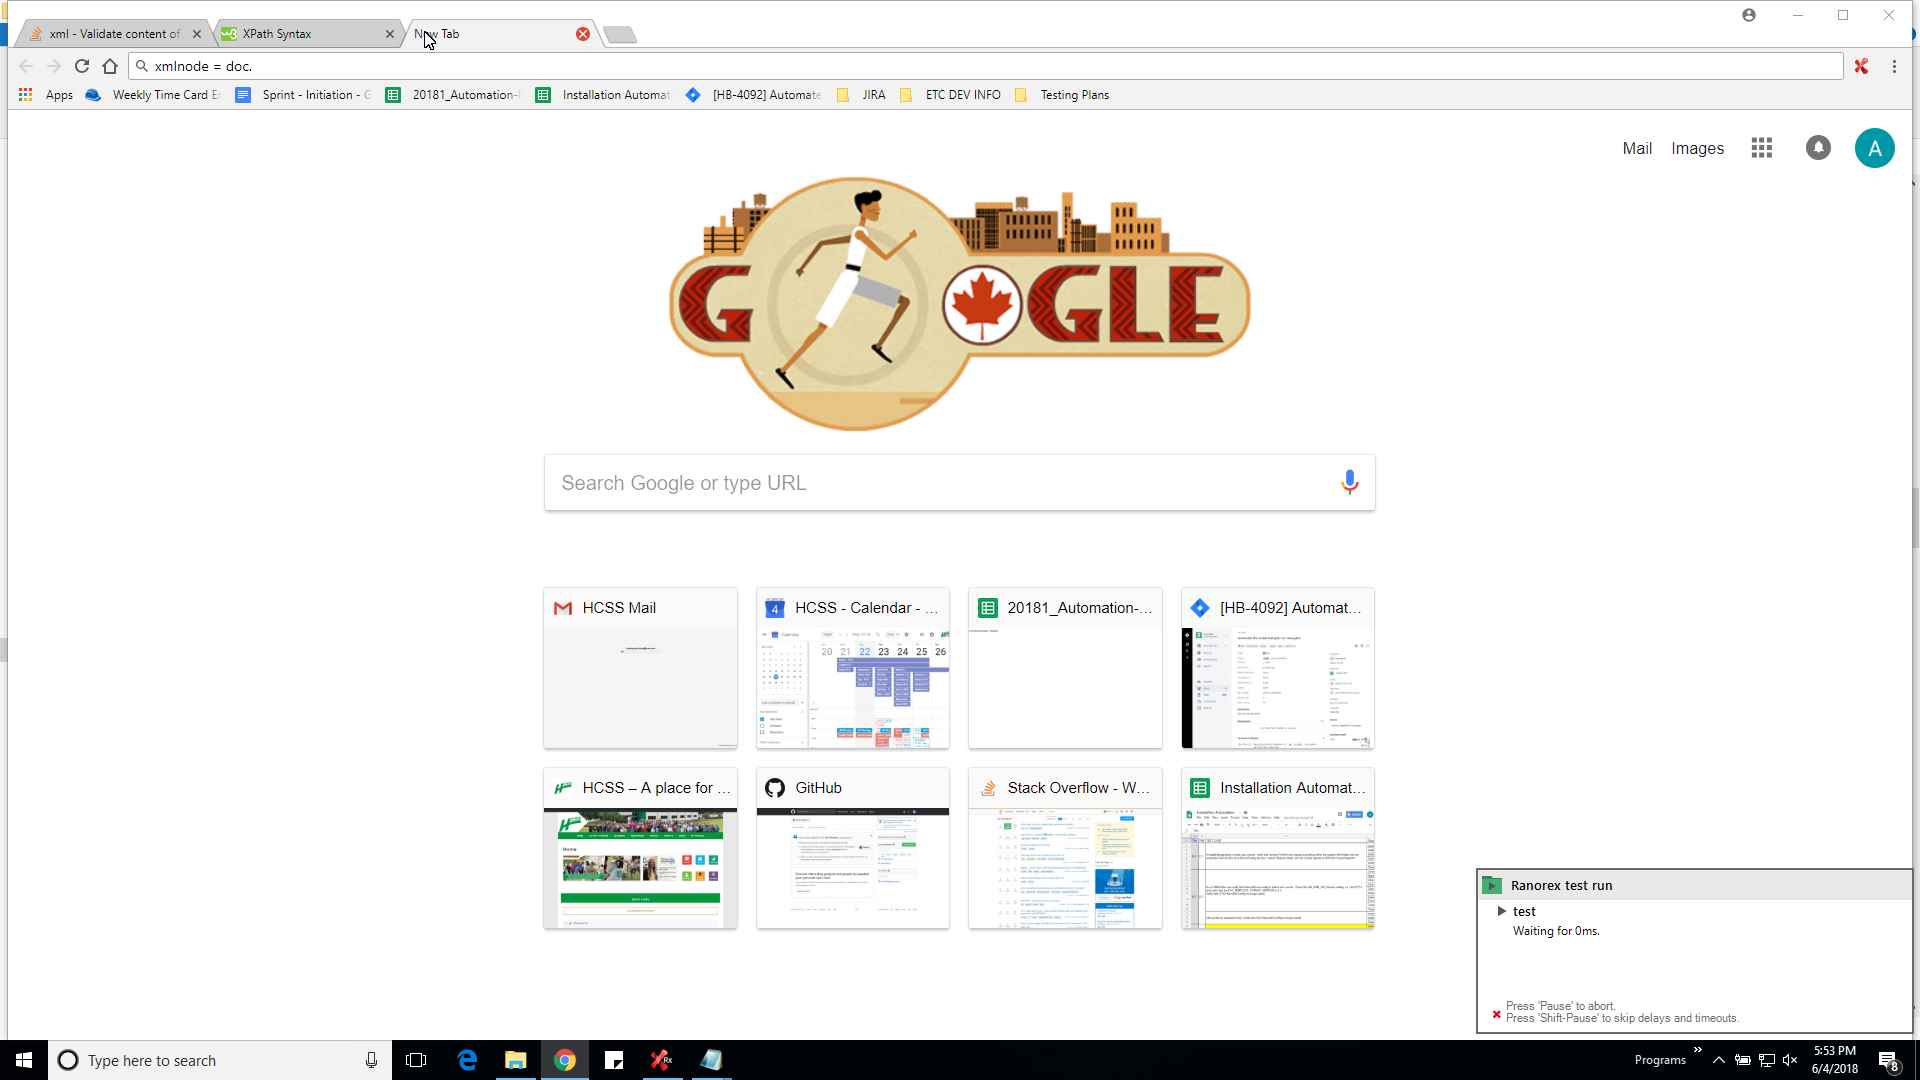 xml - Validate content of
XPath Syntax
New Tab
xmlnode = doc.
Apps
Weekly Time Card E
Sprint - Initiation - G
20181_Automation-
Installation Automat
[HB-4092] Automate
JIRA
ETC DEV INFO
Testing Plans
Mail
Images
A
GOOGLE
Search Google or type URL
HCSS Mail
HCSS - Calendar - ...
20181_Automation-...
[HB-4092] Automat...
20 21 22 23 24 25 26
HCSS – A place for ...
GitHub
Stack Overflow - W...
Installation Automat...
Ranorex test run
test
Waiting for 0ms.
Press 'Pause' to abort.
Press 'Shift-Pause' to skip delays and timeouts.
Type here to search
Programs
5:53 PM
6/4/2018
8